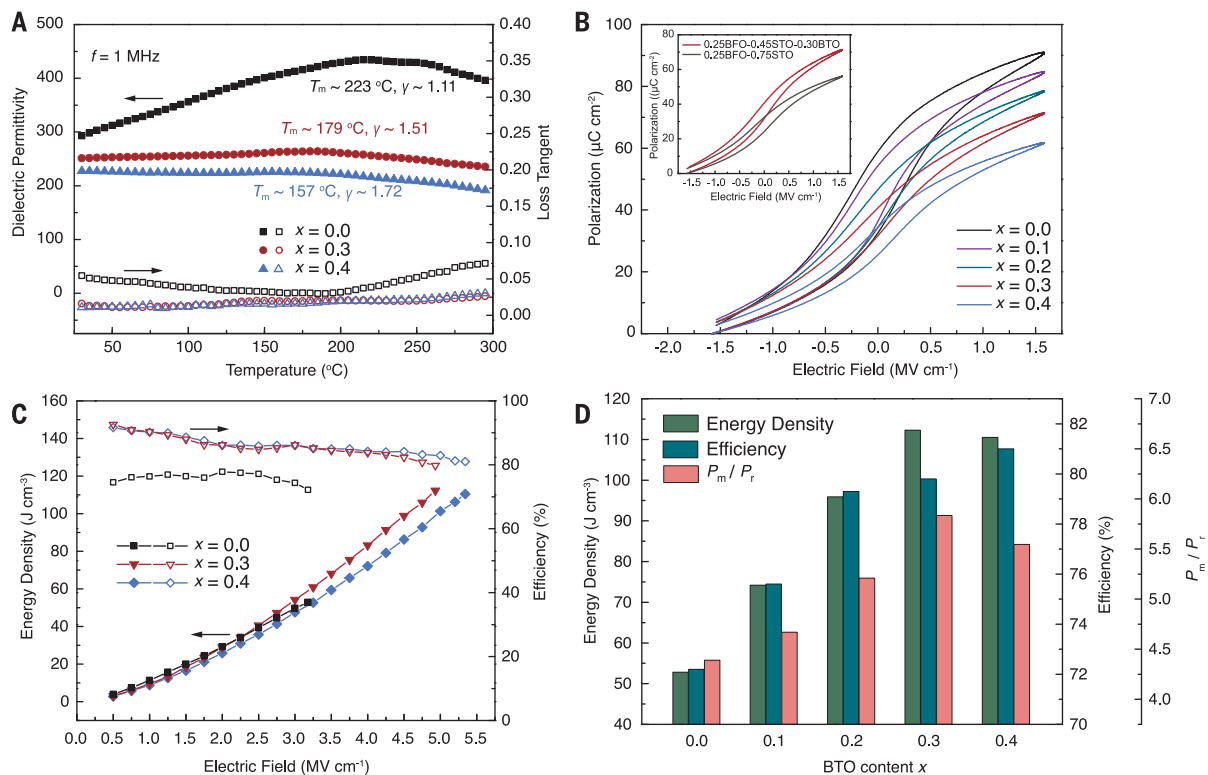 A
500
400
300
200
100
0
Dielectric Permittivity
f = 1 MHz
Tm ~ 223 °C, γ ~ 1.11
Tm ~ 179 °C, γ ~ 1.51
Tm ~ 157 °C, γ ~ 1.72
x = 0.0
x = 0.3
x = 0.4
0.40
0.35
0.30
0.25
0.20
0.15
0.10
0.05
0.00
Loss Tangent
50 100 150 200 250 300
Temperature (°C)
B
100
80
60
40
20
0
Polarization (µC cm-2)
80
60
40
20
0
Polarization ((µC cm-2)
0.25BFO-0.45STO-0.30BTO
0.25BFO-0.75STO
-1.5 -1.0 -0.5 0.0 0.5 1.0 1.5
Electric Field (MV cm-1)
x = 0.0
x = 0.1
x = 0.2
x = 0.3
x = 0.4
-2.0 -1.5 -1.0 -0.5 0.0 0.5 1.0 1.5
Electric Field (MV cm-1)
C
160
140
120
100
80
60
40
20
0
Energy Density (J cm-3)
x = 0.0
x = 0.3
x = 0.4
100
80
60
40
20
0
Efficiency (%)
0.0 0.5 1.0 1.5 2.0 2.5 3.0 3.5 4.0 4.5 5.0 5.5
Electric Field (MV cm-1)
D
120
110
100
90
80
70
60
50
40
Energy Density (J cm-3)
Energy Density
Efficiency
Pm / Pr
82
80
78
76
74
72
70
Efficiency (%)
7.0
6.5
6.0
5.5
5.0
4.5
4.0
Pm / Pr
0.0 0.1 0.2 0.3 0.4
BTO content x